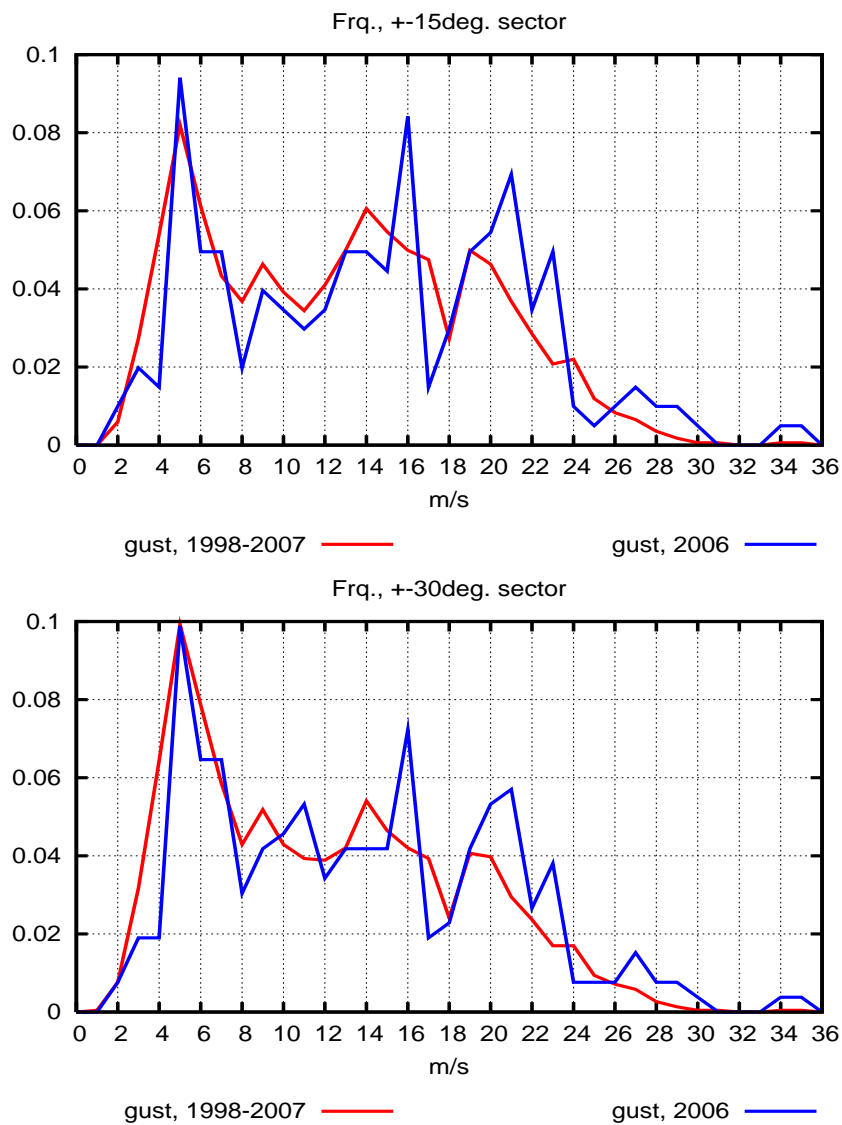 Frq., +-15deg. sector
0.1
0.08
0.06
0.04
0.02
0
0 2 4 6 8 10 12 14 16 18 20 22 24 26 28 30 32 34 36
m/s
gust, 1998-2007 gust, 2006
Frq., +-30deg. sector
0.1
0.08
0.06
0.04
0.02
0
0 2 4 6 8 10 12 14 16 18 20 22 24 26 28 30 32 34 36
m/s
gust, 1998-2007 gust, 2006